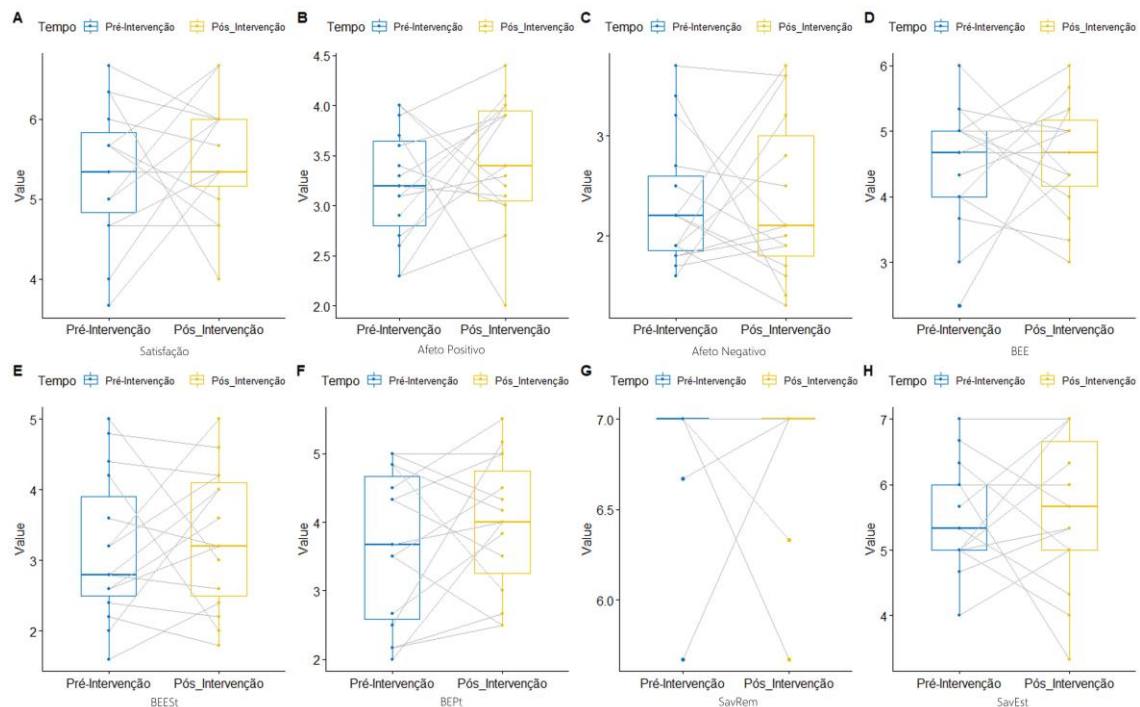 A Tempo Pré-Intervenção Pós_Intervenção
Value
6
5
4
Pré-Intervenção Pós_Intervenção
Satisfação
B Tempo Pré-Intervenção Pós_Intervenção
Value
4.5
4.0
3.5
3.0
2.5
2.0
Pré-Intervenção Pós_Intervenção
Afeto Positivo
C Tempo Pré-Intervenção Pós_Intervenção
Value
3
2
Pré-Intervenção Pós_Intervenção
Afeto Negativo
D Tempo Pré-Intervenção Pós_Intervenção
Value
6
5
4
3
Pré-Intervenção Pós_Intervenção
BEE
E Tempo Pré-Intervenção Pós_Intervenção
Value
5
4
3
2
Pré-Intervenção Pós_Intervenção
BEESt
F Tempo Pré-Intervenção Pós_Intervenção
Value
5
4
3
2
Pré-Intervenção Pós_Intervenção
BEPt
G Tempo Pré-Intervenção Pós_Intervenção
Value
7.0
6.5
6.0
Pré-Intervenção Pós_Intervenção
SavRem
H Tempo Pré-Intervenção Pós_Intervenção
Value
7
6
5
4
Pré-Intervenção Pós_Intervenção
SavEst